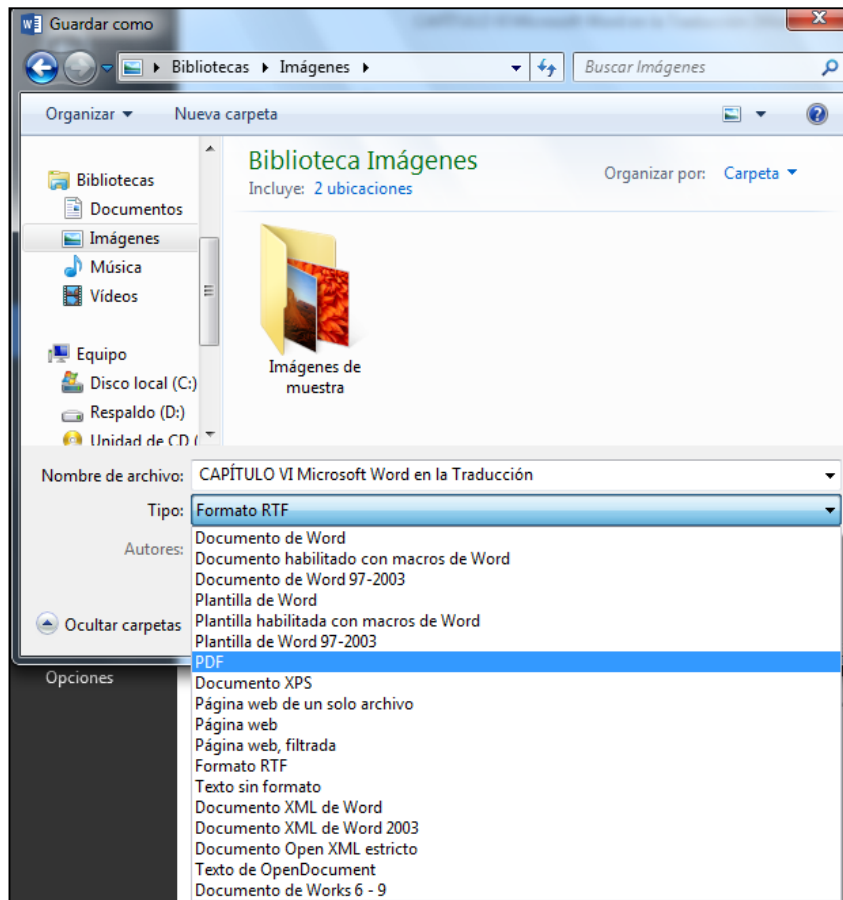 Guardar como
Bibliotecas Imágenes
Buscar Imágenes
Organizar Nueva carpeta
Biblioteca Imágenes
Incluye: 2 ubicaciones
Organizar por: Carpeta
Bibliotecas
Documentos
Imágenes
Música
Vídeos
Equipo
Disco local (C:)
Respaldo (D:)
Unidad de CD (
Imágenes de
muestra
Nombre de archivo: CAPÍTULO VI Microsoft Word en la Traducción
Tipo: Formato RTF
Autores:
Documento de Word
Documento habilitado con macros de Word
Documento de Word 97-2003
Plantilla de Word
Plantilla habilitada con macros de Word
Plantilla de Word 97-2003
PDF
Documento XPS
Página web de un solo archivo
Página web
Página web, filtrada
Formato RTF
Texto sin formato
Documento XML de Word
Documento XML de Word 2003
Documento Open XML estricto
Texto de OpenDocument
Documento de Works 6 - 9
Ocultar carpetas
Opciones